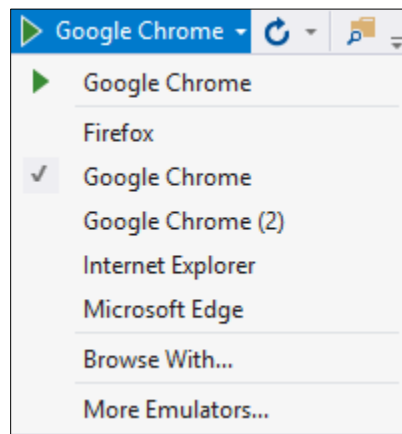 Google Chrome
Google Chrome
Firefox
Google Chrome
Google Chrome (2)
Internet Explorer
Microsoft Edge
Browse With...
More Emulators...